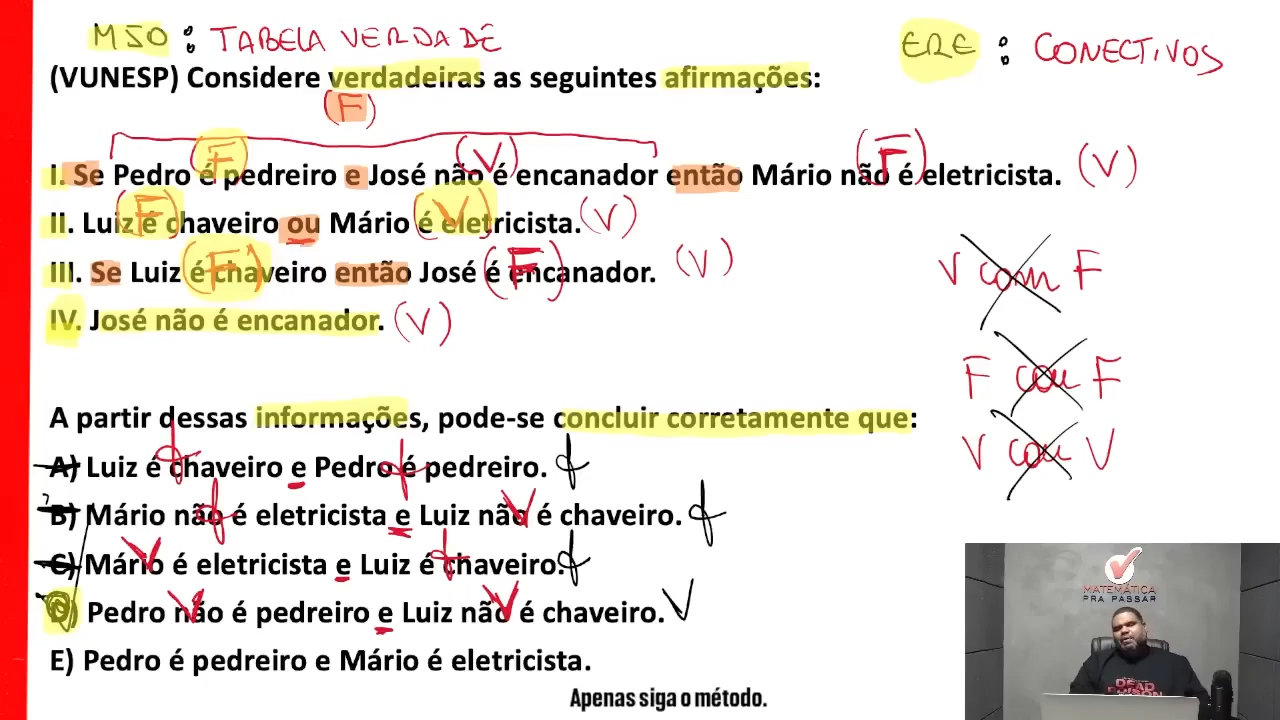 MSO : TABELA VERDADE
ERE : CONECTIVOS
(VUNESP) Considere verdadeiras as seguintes afirmações:
(F)
(F) (V) (F)
I. Se Pedro é pedreiro e José não é encanador então Mário não é eletricista. (V)
(F) (V)
II. Luiz é chaveiro ou Mário é eletricista. (V)
(F) (F)
III. Se Luiz é chaveiro então José é encanador. (V)
V com F
IV. José não é encanador. (V)
F com F
A partir dessas informações, pode-se concluir corretamente que:
V com V
f f
A) Luiz é chaveiro e Pedro é pedreiro. f
f V
B) Mário não é eletricista e Luiz não é chaveiro. f
V f
C) Mário é eletricista e Luiz é chaveiro. f
V V
D) Pedro não é pedreiro e Luiz não é chaveiro. V
E) Pedro é pedreiro e Mário é eletricista.
MATEMÁTICA
PRA PASSAR
DEAD
Apenas siga o método.